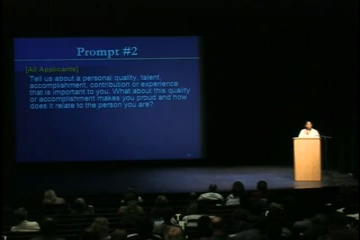 Prompt #2
[All Applicants]
Tell us about a personal quality, talent,
accomplishment, contribution or experience
that is important to you. What about this quality
or accomplishment makes you proud and how
does it relate to the person you are?